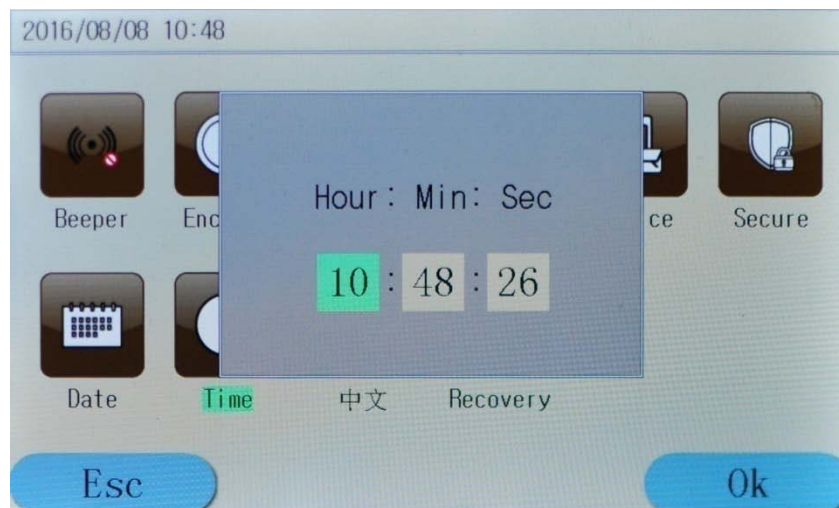 2016/08/08 10:48
Hour: Min: Sec
10 : 48 : 26
Beeper Enc ce Secure
Date Time 中文 Recovery
Esc Ok